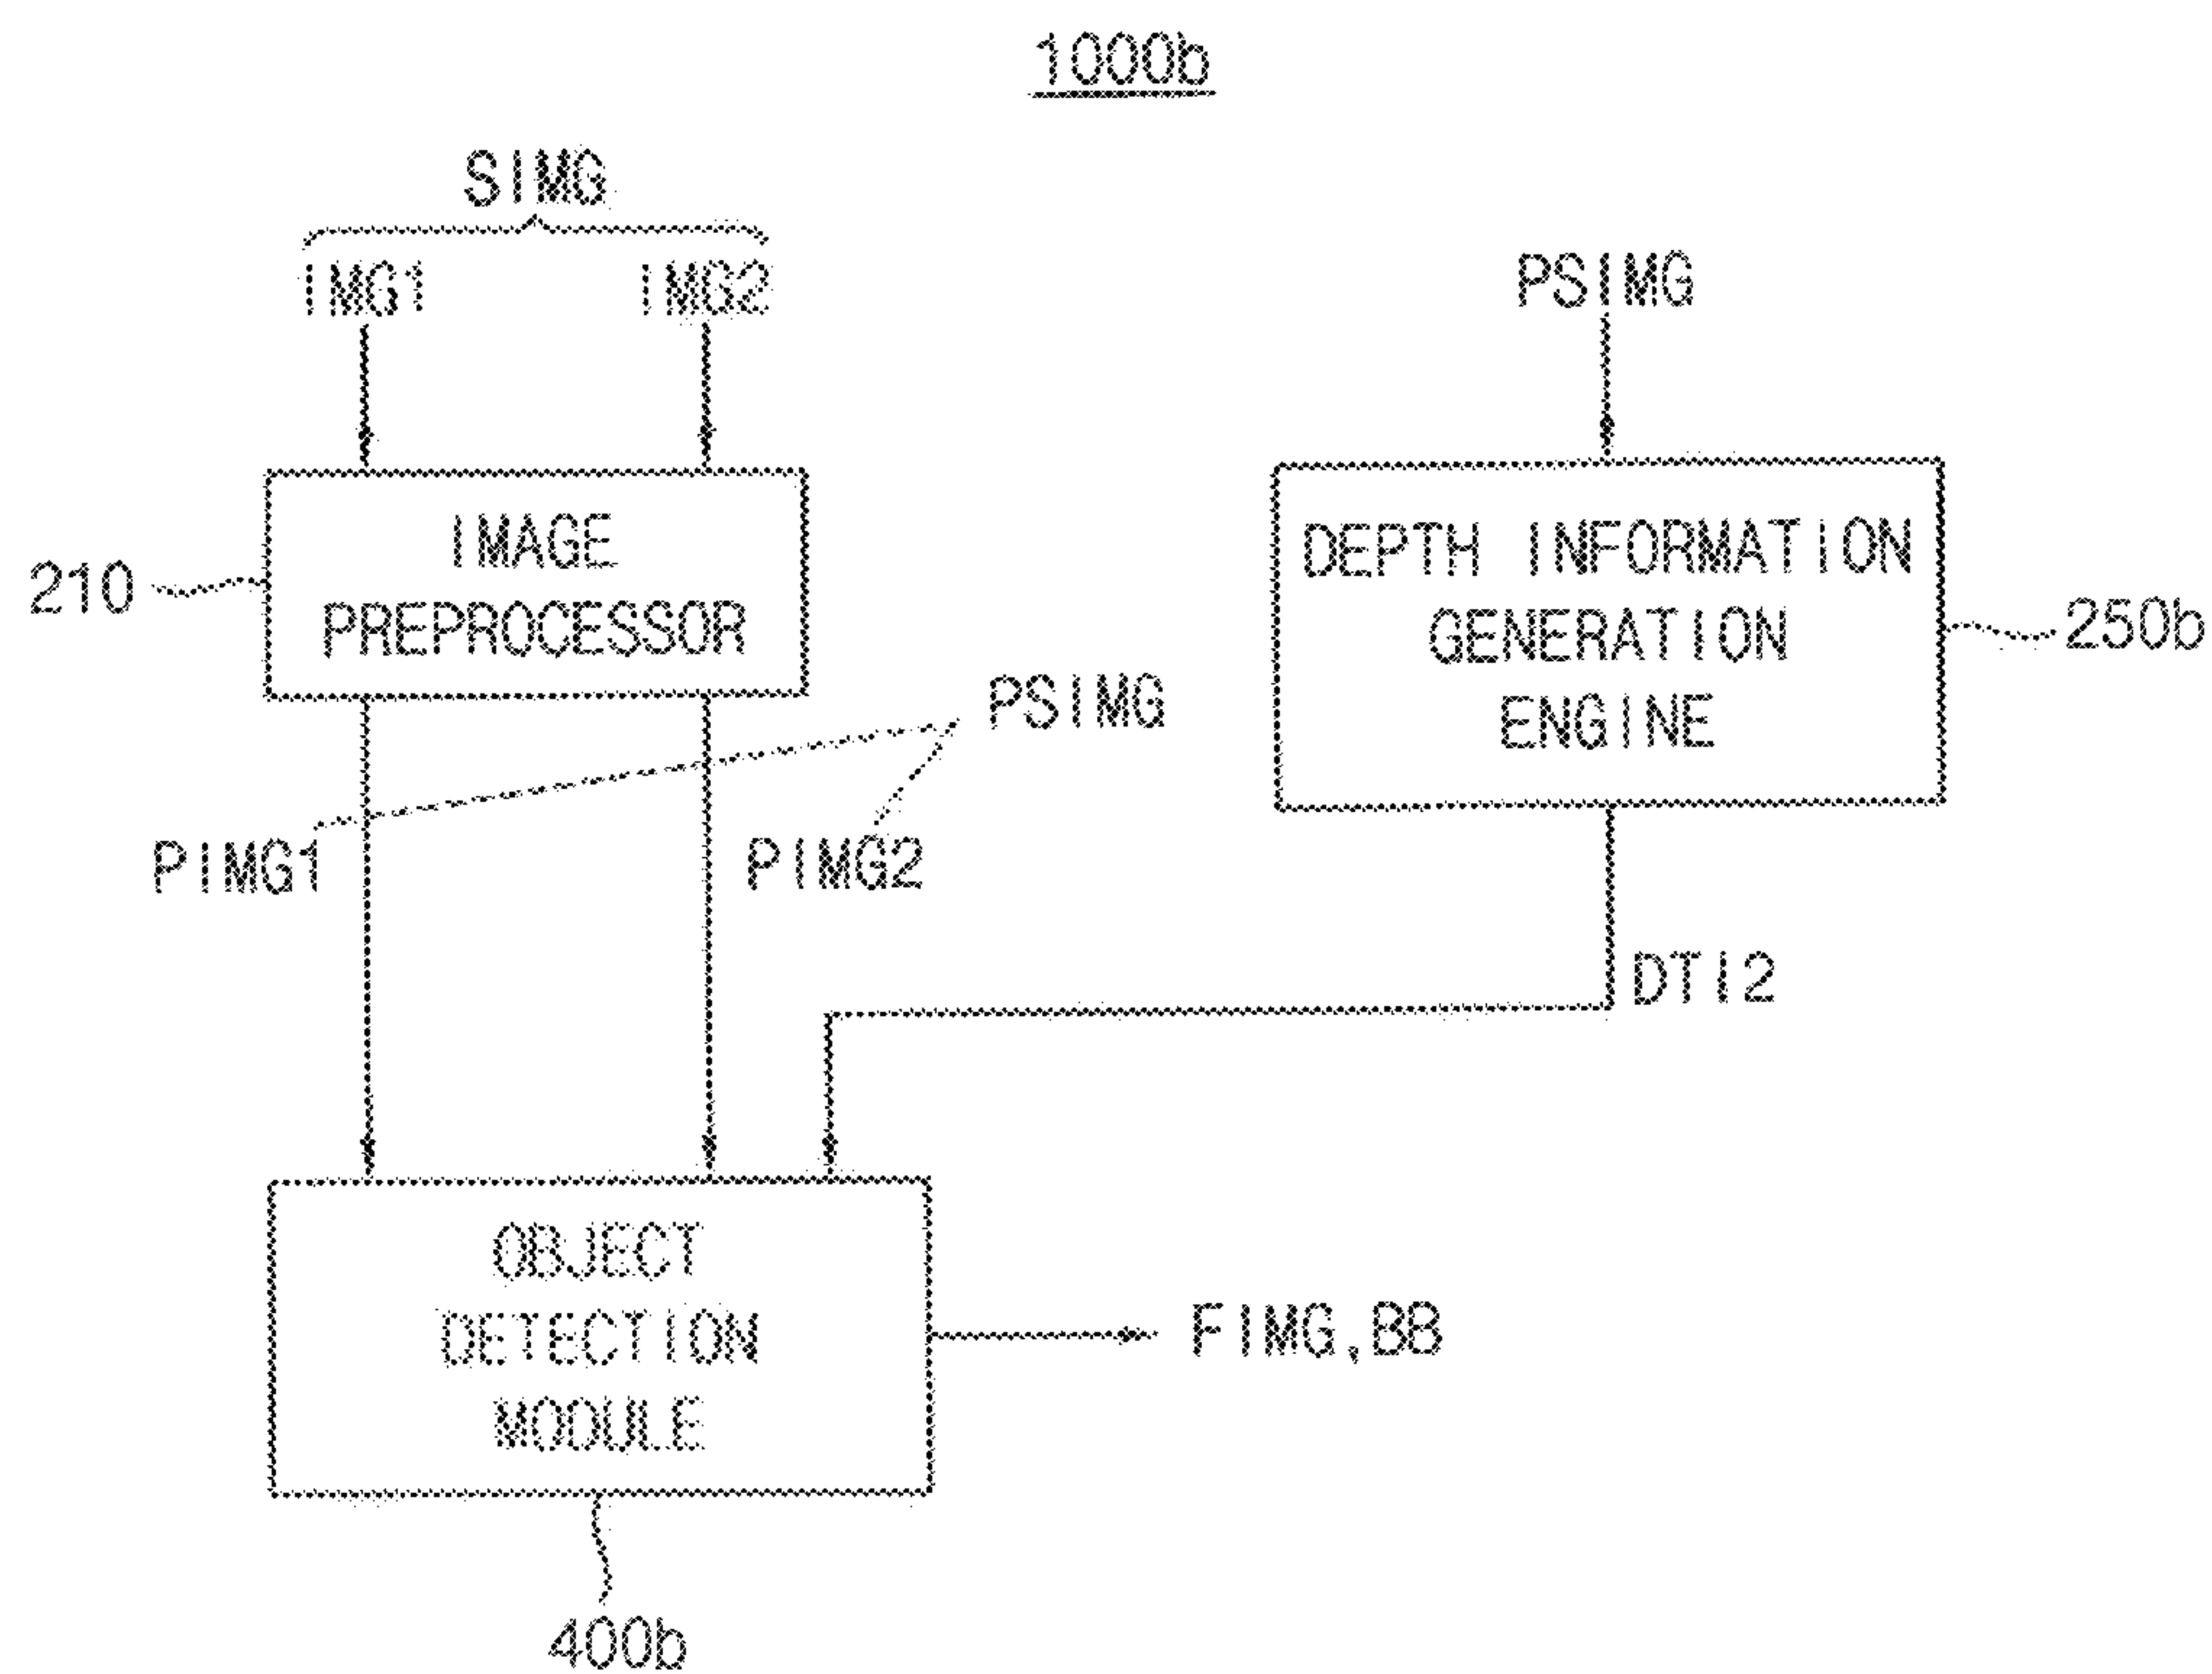 1000b
SIMG
IMG1 IMG2
PSIMG
IMAGE
PREPROCESSOR
210
DEPTH INFORMATION
GENERATION
ENGINE
250b
PSIMG
PIMG1
PIMG2
DTI2
OBJECT
DETECTION
MODULE
FIMG,BB
400b